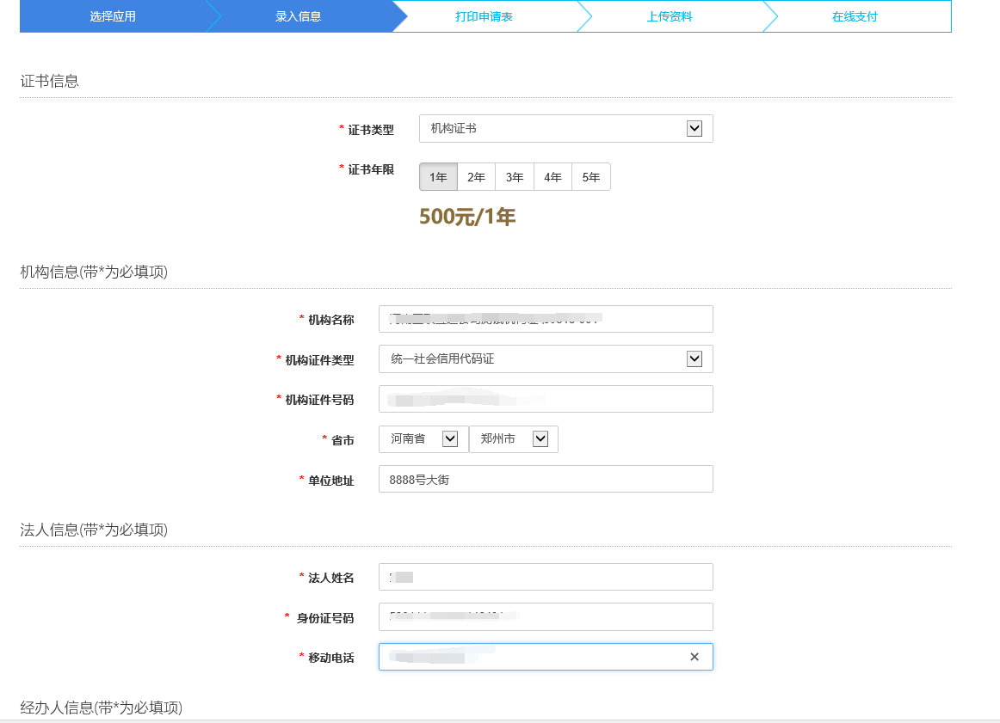 选择应用 录入信息 打印申请表 上传资料 在线支付
证书信息
* 证书类型 机构证书
* 证书年限 1年 2年 3年 4年 5年
500元/1年
机构信息(带*为必填项)
* 机构名称
* 机构证件类型 统一社会信用代码证
* 机构证件号码
* 省市 河南省 郑州市
* 单位地址 8888号大街
法人信息(带*为必填项)
* 法人姓名
* 身份证号码
* 移动电话
经办人信息(带*为必填项)